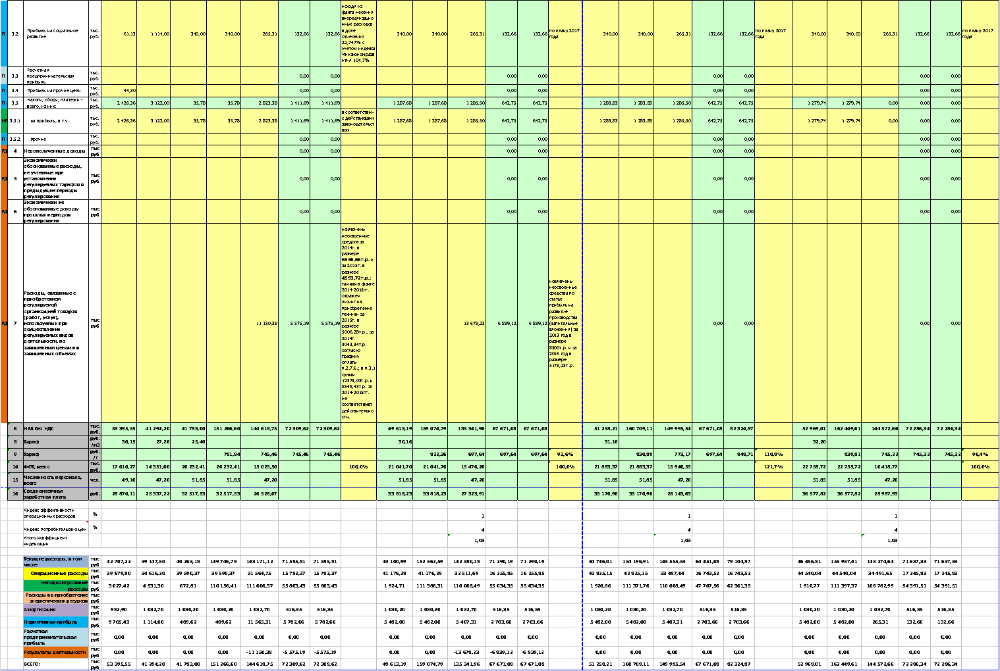 П 3.2 Прибыль на социальное развитие тыс. руб. 61,13 1 114,00 340,00 340,00 265,31 132,66 132,66 исходя из факта несения внереализационных расходов в доле отнесения 22,747% с учетом индекса Минэкономразвития 104,7% 340,00 340,00 265,31 132,66 132,66 по плану 2017 года 340,00 340,00 265,31 132,66 132,66 по плану 2017 года 340,00 340,00 265,31 132,66 132,66 по плану 2017 года
П 3.3 Расчетная предпринимательская прибыль тыс. руб. 0,00 0,00 0,00 0,00 0,00 0,00 0,00 0,00
П 3.4 Прибыль на прочие цели тыс. руб. 44,30 0,00 0,00 0,00 0,00 0,00 0,00 0,00 0,00
П 3.5 Налоги, сборы, платежи - всего, из них: тыс. руб. 2 426,36 3 122,00 35,78 35,78 2 823,38 1 411,69 1 411,69 1 287,68 1 287,68 1 285,50 642,75 642,75 1 283,83 1 283,83 1 285,50 642,75 642,75 1 279,74 1 279,74 0,00 0,00 0,00
НР 3.5.1 на прибыль, в т.ч. тыс. руб. 2 426,36 3 122,00 35,78 35,78 2 823,38 1 411,69 1 411,69 в соответствии с действующим законодательством 1 287,68 1 287,68 1 285,50 642,75 642,75 1 283,83 1 283,83 1 285,50 642,75 642,75 1 279,74 1 279,74 0,00 0,00 0,00
П 3.5.2 прочие тыс. руб. 0,00 0,00 0,00 0,00 0,00 0,00 0,00 0,00
РД 4 Недополученные доходы тыс руб 0,00 0,00 0,00 0,00 0,00 0,00 0,00 0,00
РД 5 Экономически обоснованные расходы, не учтенные при установлении регулируемых тарифов в предыдущие периоды регулирования тыс руб 0,00 0,00 0,00 0,00 0,00 0,00 0,00 0,00
РД 6 Экономически не обоснованные доходы прошлых периодов регулирования тыс руб 0,00 0,00 0,00 0,00 0,00 0,00 0,00 0,00
РД 7 Расходы, связанные с приобретением регулируемой организацией товаров (работ, услуг), используемых при осуществлении регулируемых видов деятельности, по завышенным ценам и в завышенных объемах тыс руб 11 150,38 5 575,19 5 575,19 исключены неосвоенные средства за 2014г. в размере 6556,66т.р. и за 2015г. в размере 4593,72т.р.; так как в факте 2014-2015гг. отражен лизинг на приобретение техники за 2015г. в размере 5006,28т.р., за 2014г. 3043,34т.р. согласно графику оплаты п.2.7.6.; в п.3.1 суммы 12373,03т.р. и 8548,43т.р. за 2014-2015гг. не соответствуют действительности. 13 678,23 6 839,12 6 839,12 исключены неосвоенные средства по статье прибыль на развитие производства (капитальные вложения) за 2013 год в размере 8500т.р. и за 2016 год в размере 5178,23т.р. 0,00 0,00 0,00 0,00
6 НВВ без НДС тыс. руб. 53 395,55 41 294,20 41 783,00 151 266,60 144 618,75 72 309,62 72 309,62 49 613,19 159 074,79 135 341,96 67 671,08 67 671,08 51 258,21 160 709,11 149 995,54 67 671,08 82 324,87 52 969,01 162 449,61 144 572,66 72 286,34 72 286,34
8 Тариф руб. /м3 30,15 27,26 25,40 30,16 31,16 32,20
9 Тариф руб. /т 781,84 745,46 745,46 745,46 822,36 697,64 697,64 697,64 93,6% 830,89 773,17 697,64 848,71 110,8% 839,81 745,22 745,22 745,22 96,4%
14 ФОТ, всего тыс. руб. 17 010,27 14 351,00 20 232,41 20 232,41 15 025,50 100,0% 21 041,70 21 041,70 15 476,26 100,0% 21 883,37 21 883,37 15 940,55 121,7% 22 758,72 22 758,72 16 418,77 100,0%
15 Численность персонала, всего чел. 49,10 47,20 51,85 51,85 47,20 51,85 51,85 47,20 51,85 51,85 47,20 51,85 51,85 47,20
16 Среднемесячная заработная плата руб. 28 870,11 25 337,22 32 517,53 32 517,53 26 528,07 33 818,23 33 818,23 27 323,91 35 170,96 35 170,96 28 143,63 36 577,82 36 577,82 28 987,93
Индекс эффективности операционных расходов % 1 1 1
Индекс потребительских цен % 4 4 4
Итого коэффициент индексации 1,03 1,03 1,03
Текущие расходы, в том числе: тыс руб 42 707,22 39 147,50 40 263,18 149 746,78 143 171,12 71 585,81 71 585,81 43 100,99 152 562,59 142 580,18 71 290,19 71 290,19 44 746,01 154 196,91 143 555,53 64 451,08 79 104,87 46 456,81 155 937,41 143 274,64 71 637,33 71 637,33
Операционные расходы тыс руб 39 679,80 34 616,20 39 590,37 39 590,37 31 564,75 15 782,37 15 782,37 41 176,28 41 176,28 32 511,69 16 255,85 16 255,85 42 825,15 42 825,15 33 487,04 16 743,52 16 743,52 44 540,04 44 540,04 34 491,65 17 245,83 17 245,83
Неподконтрольные расходы тыс руб 3 027,42 4 531,30 672,81 110 156,41 111 606,37 55 803,43 55 803,43 1 924,71 111 386,31 110 068,49 55 034,35 55 034,35 1 920,86 111 371,76 110 068,49 47 707,56 62 361,35 1 916,77 111 397,37 108 782,99 54 391,51 54 391,51
Расходы на приобретение энергетических ресурсов тыс руб
Амортизация тыс руб 982,90 1 032,70 1 030,20 1 030,20 1 032,70 516,35 516,35 1 030,20 1 030,20 1 032,70 516,35 516,35 1 030,20 1 030,20 1 032,70 516,35 516,35 1 030,20 1 030,20 1 032,70 516,35 516,35
Нормативная прибыль тыс руб 9 705,43 1 114,00 489,62 489,62 11 565,31 5 782,66 5 782,66 5 482,00 5 482,00 5 407,31 2 703,66 2 703,66 5 482,00 5 482,00 5 407,31 2 703,66 2 703,66 5 482,00 5 482,00 265,31 132,66 132,66
Расчетная предпринимательская прибыль тыс руб 0,00 0,00 0,00 0,00 0,00 0,00 0,00 0,00 0,00 0,00 0,00 0,00 0,00 0,00 0,00 0,00 0,00 0,00 0,00 0,00 0,00 0,00
Результаты деятельности тыс руб 0,00 0,00 0,00 0,00 -11 150,38 -5 575,19 -5 575,19 0,00 0,00 -13 678,23 -6 839,12 -6 839,12 0,00 0,00 0,00 0,00 0,00 0,00 0,00 0,00 0,00 0,00
ВСЕГО: тыс руб 53 395,55 41 294,20 41 783,00 151 266,60 144 618,75 72 309,62 72 309,62 49 613,19 159 074,79 135 341,96 67 671,08 67 671,08 51 258,21 160 709,11 149 995,54 67 671,08 82 324,87 52 969,01 162 449,61 144 572,66 72 286,34 72 286,34